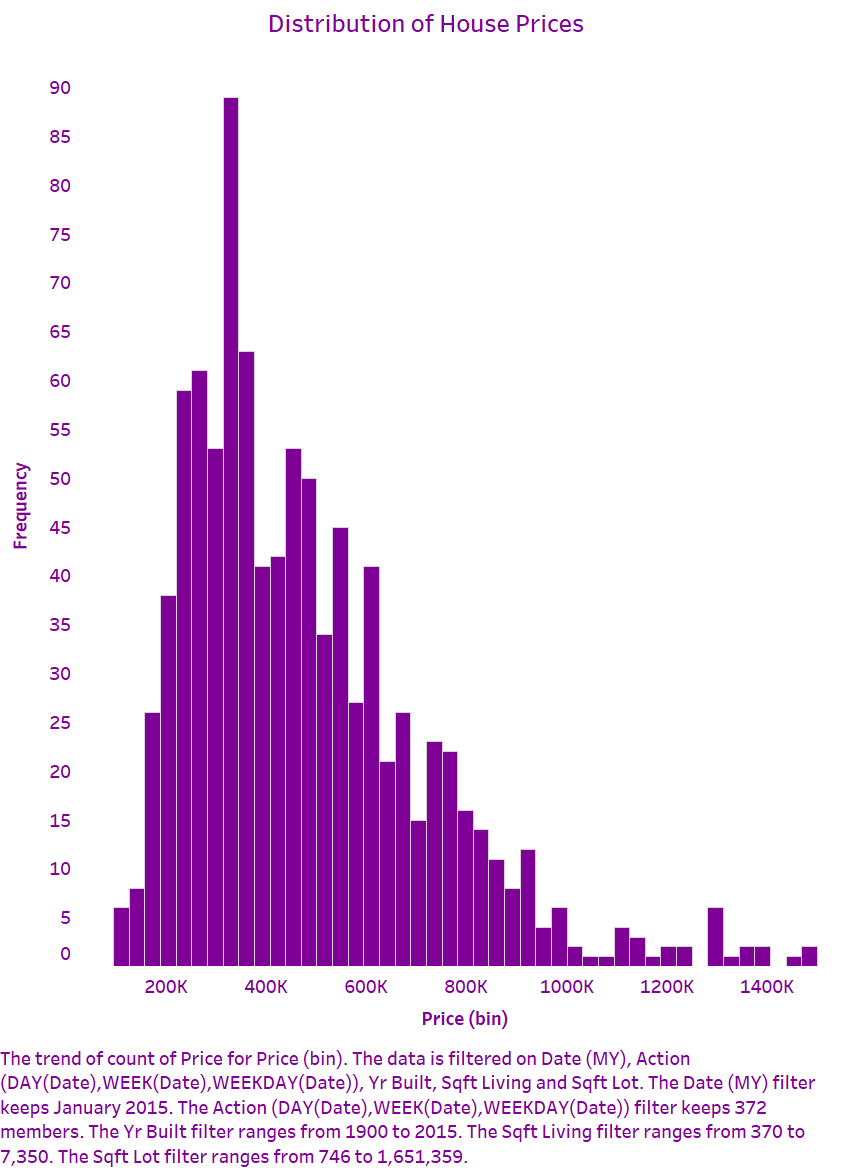 Distribution of House Prices
90
85
80
75
70
65
60
55
50
45
40
35
30
25
20
15
10
5
0
Frequency
200K 400K 600K 800K 1000K 1200K 1400K
Price (bin)
The trend of count of Price for Price (bin). The data is filtered on Date (MY), Action
(DAY(Date),WEEK(Date),WEEKDAY(Date)), Yr Built, Sqft Living and Sqft Lot. The Date (MY) filter
keeps January 2015. The Action (DAY(Date),WEEK(Date),WEEKDAY(Date)) filter keeps 372
members. The Yr Built filter ranges from 1900 to 2015. The Sqft Living filter ranges from 370 to
7,350. The Sqft Lot filter ranges from 746 to 1,651,359.